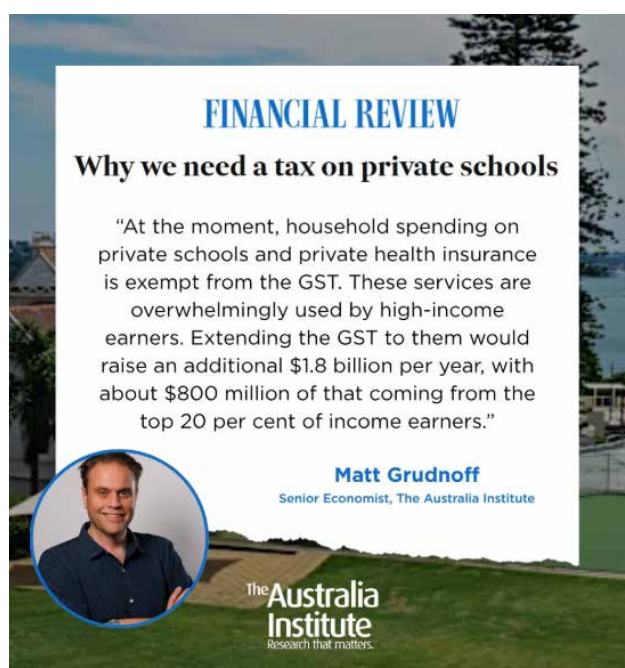 FINANCIAL REVIEW
Why we need a tax on private schools
“At the moment, household spending on
private schools and private health insurance
is exempt from the GST. These services are
overwhelmingly used by high-income
earners. Extending the GST to them would
raise an additional $1.8 billion per year, with
about $800 million of that coming from the
top 20 per cent of income earners.”
Matt Grudnoff
Senior Economist, The Australia Institute
The Australia
Institute
Research that matters.